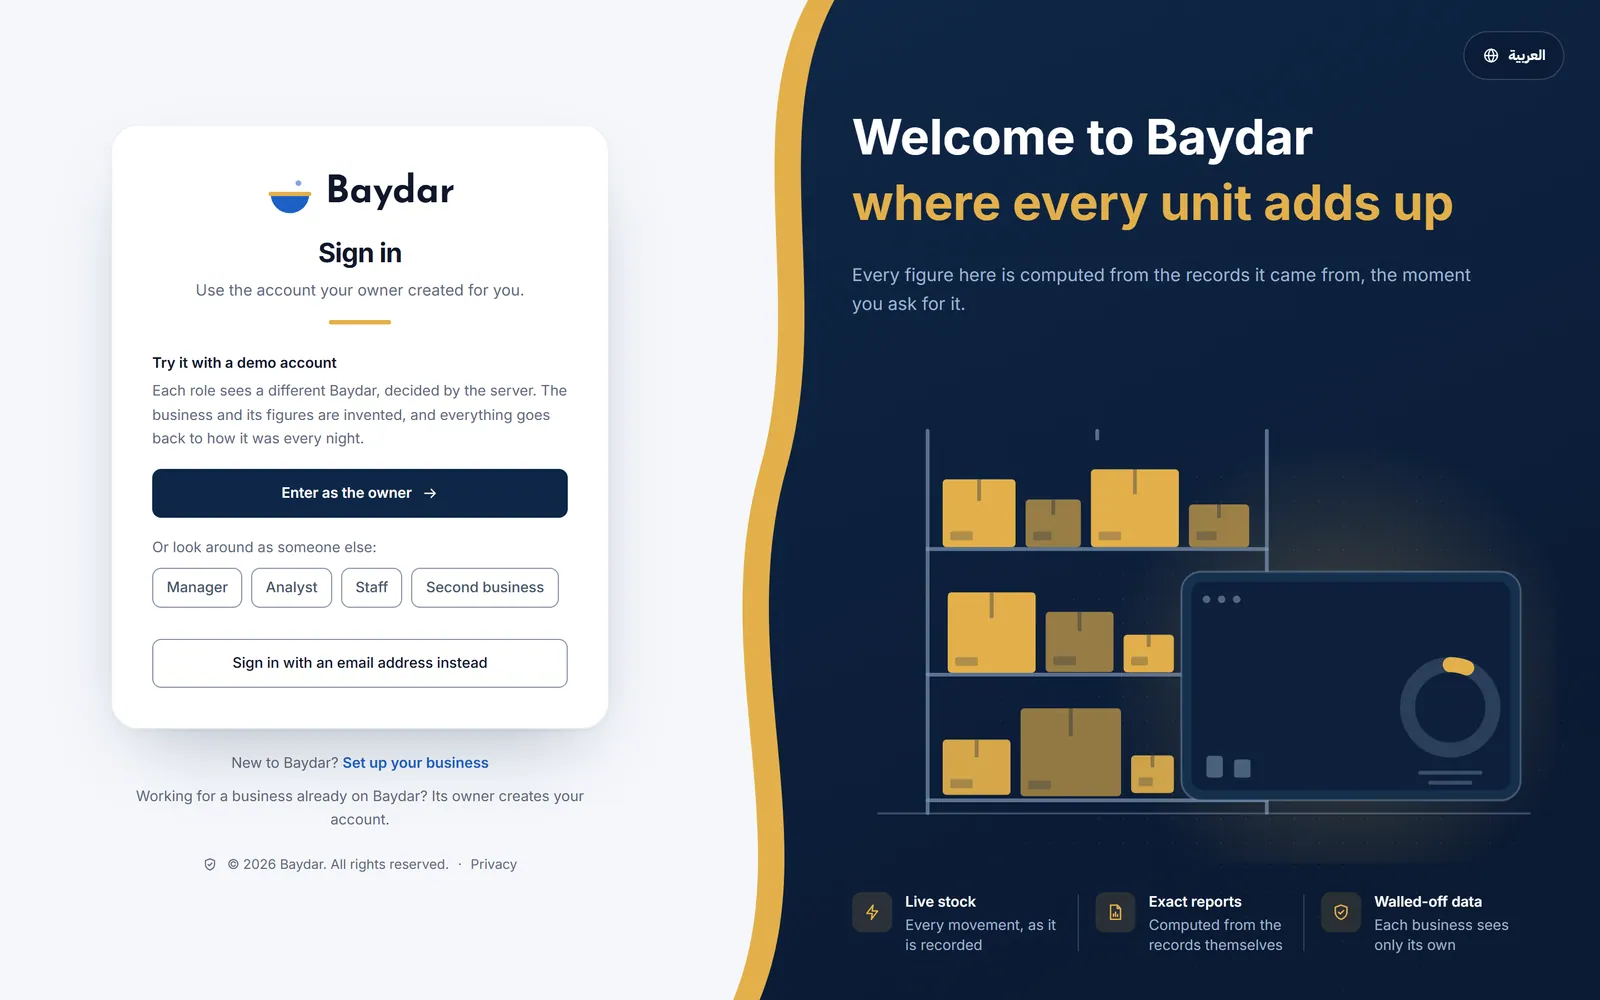 Baydar
Sign in
Use the account your owner created for you.
Try it with a demo account
Each role sees a different Baydar, decided by the server. The
business and its figures are invented, and everything goes
back to how it was every night.
Enter as the owner
Or look around as someone else:
Manager
Analyst
Staff
Second business
Sign in with an email address instead
New to Baydar? Set up your business
Working for a business already on Baydar? Its owner creates your
account.
© 2026 Baydar. All rights reserved. · Privacy
العربية
Welcome to Baydar
where every unit adds up
Every figure here is computed from the records it came from, the moment
you ask for it.
Live stock
Every movement, as it
is recorded
Exact reports
Computed from the
records themselves
Walled-off data
Each business sees
only its own